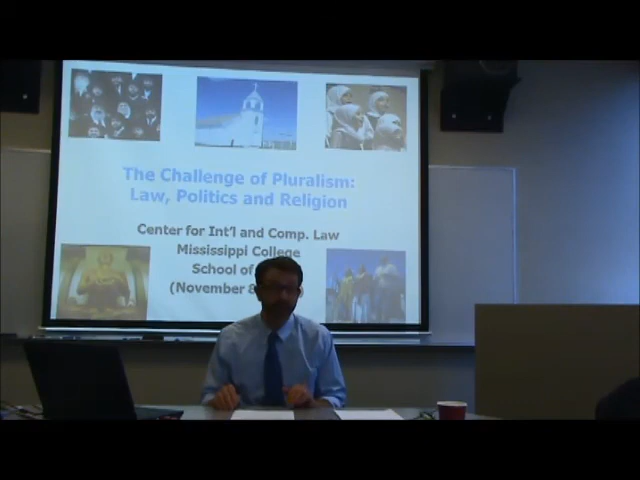 The Challenge of Pluralism:
Law, Politics and Religion
Center for Int'l and Comp. Law
Mississippi College
School of
(November